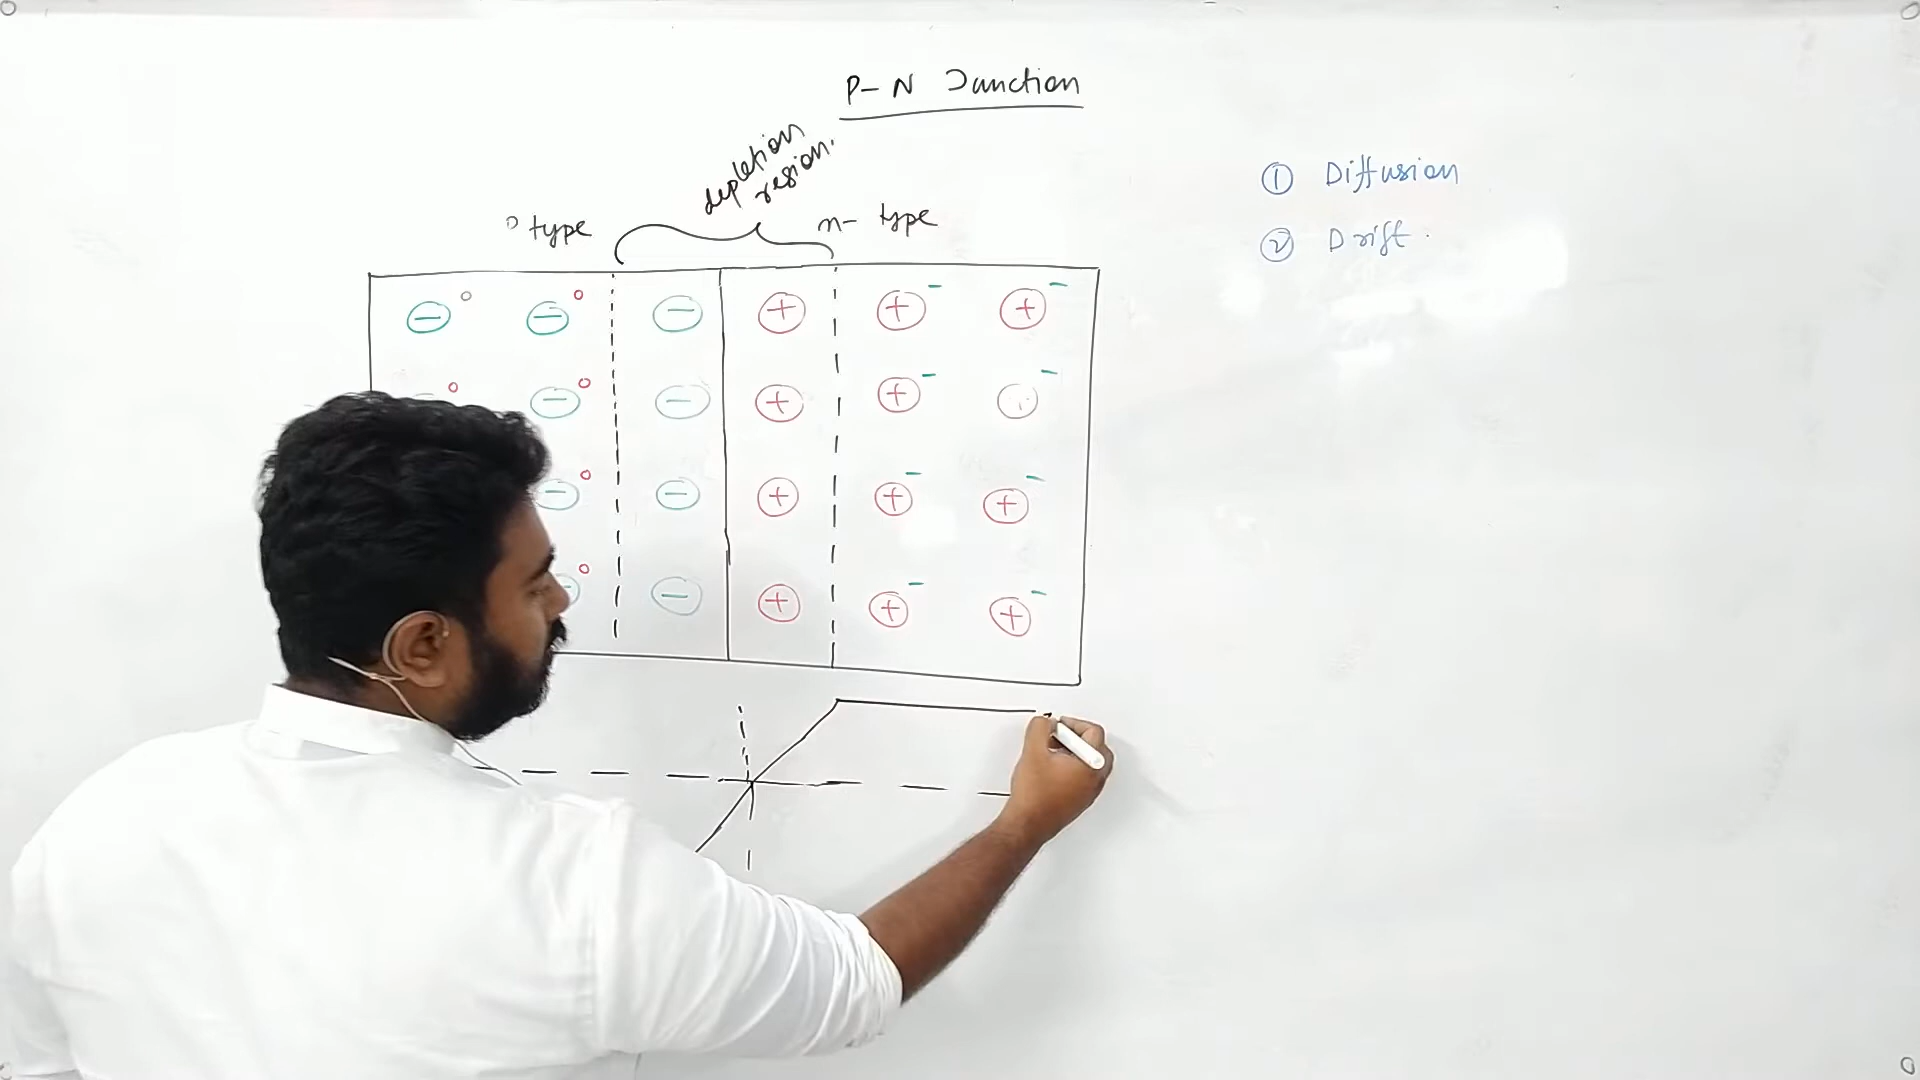 P-N Junction
depletion
region.
p type
n- type
① Diffusion
② Drift.